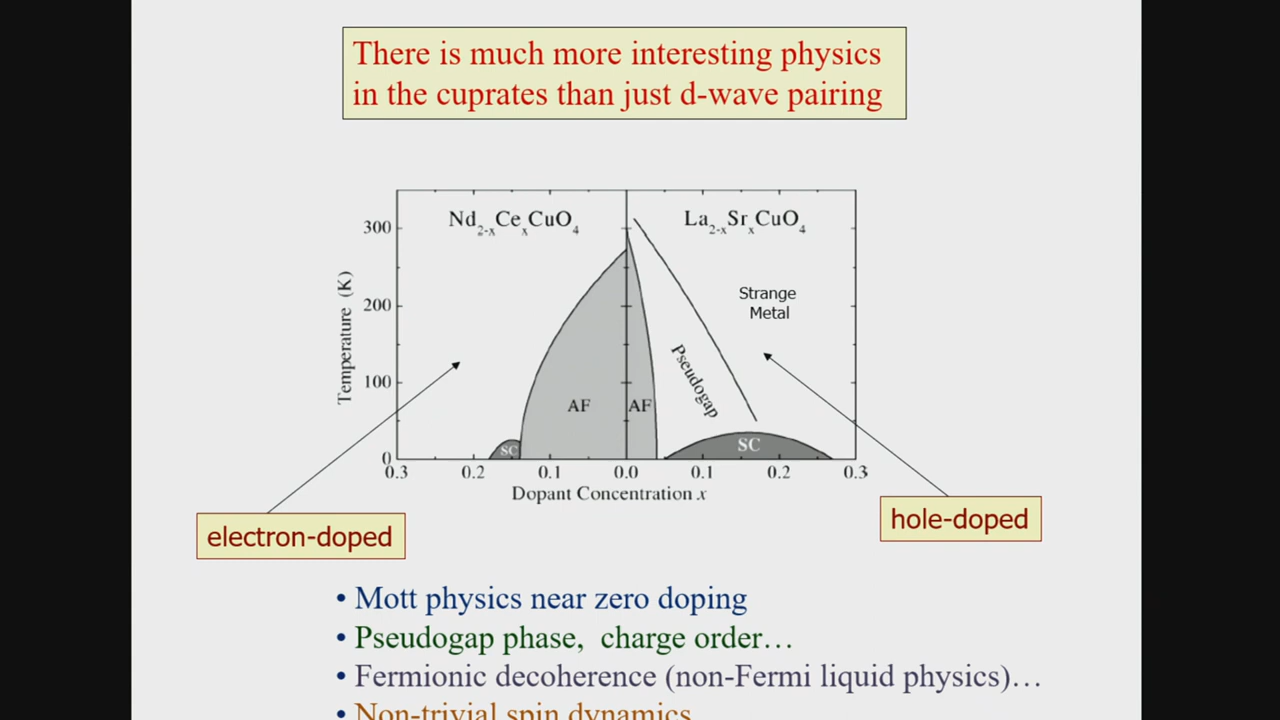 There is much more interesting physics
in the cuprates than just d-wave pairing
Nd2-xCexCuO4
La2-xSrxCuO4
300
200
100
0
Temperature (K)
Strange
Metal
Pseudogap
AF
AF
SC
SC
0.3
0.2
0.1
0.0
0.1
0.2
0.3
Dopant Concentration x
electron-doped
hole-doped
• Mott physics near zero doping
• Pseudogap phase, charge order…
• Fermionic decoherence (non-Fermi liquid physics)…
• Non-trivial spin dynamics